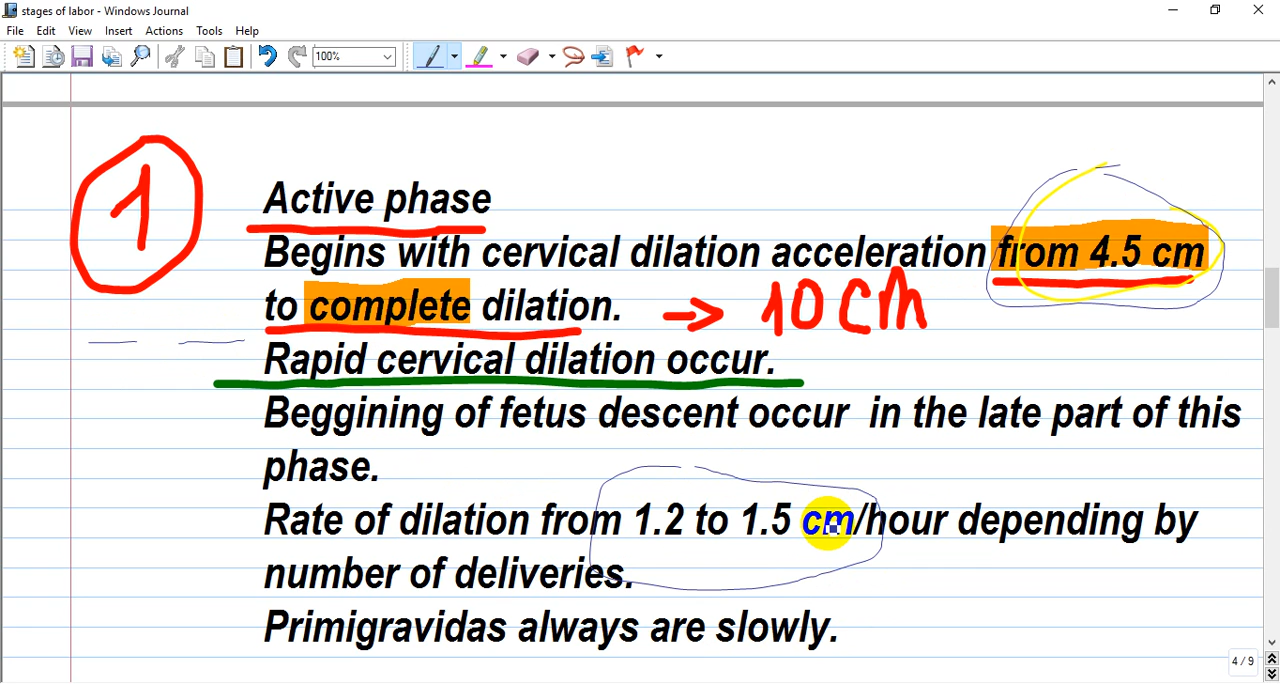 stages of labor - Windows Journal
File Edit View Insert Actions Tools Help
100%
1
Active phase
Begins with cervical dilation acceleration from 4.5 cm
to complete dilation. → 10 cm
Rapid cervical dilation occur.
Beggining of fetus descent occur in the late part of this
phase.
Rate of dilation from 1.2 to 1.5 cm/hour depending by
number of deliveries.
Primigravidas always are slowly.
4 / 9